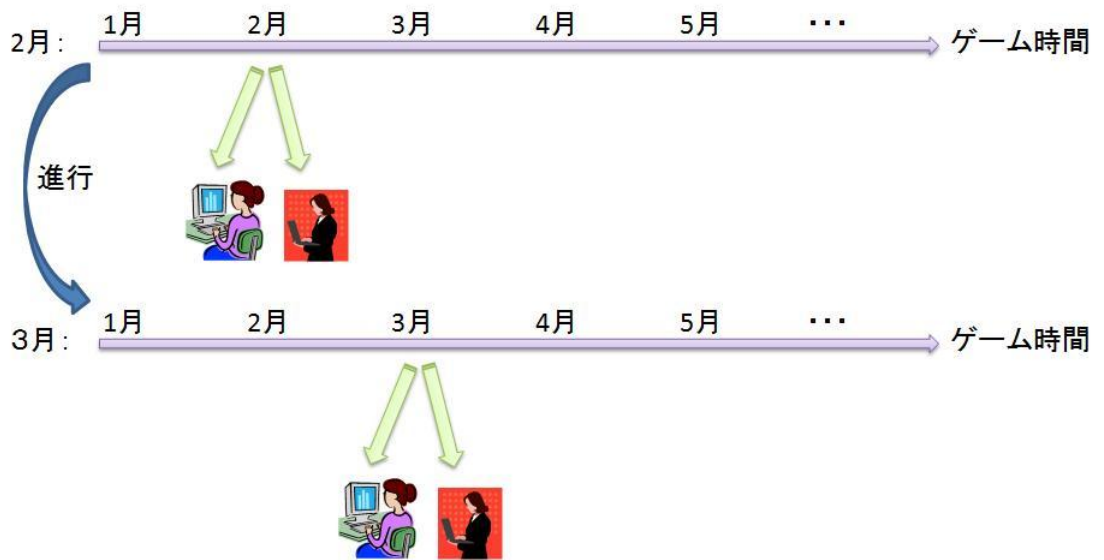 1月 2月 3月 4月 5月 ･･･
2月: ゲーム時間
進行
1月 2月 3月 4月 5月 ･･･
３月: ゲーム時間